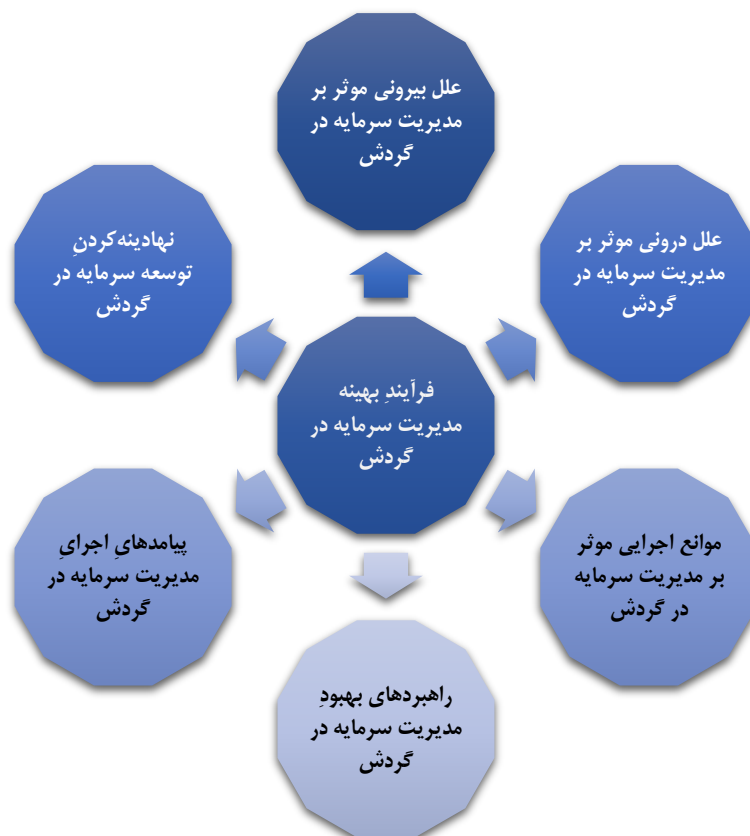 علل بیرونی موثر بر
مدیریت سرمایه در
گردش
علل درونی موثر بر
مدیریت سرمایه در
گردش
نهادینه‌کردنِ
توسعه سرمایه در
گردش
فرآیندِ بهینه
مدیریت سرمایه در
گردش
موانع اجرایی موثر
بر مدیریت سرمایه
در گردش
پیامدهایِ اجرایِ
مدیریت سرمایه در
گردش
راهبردهای بهبودِ
مدیریت سرمایه در
گردش